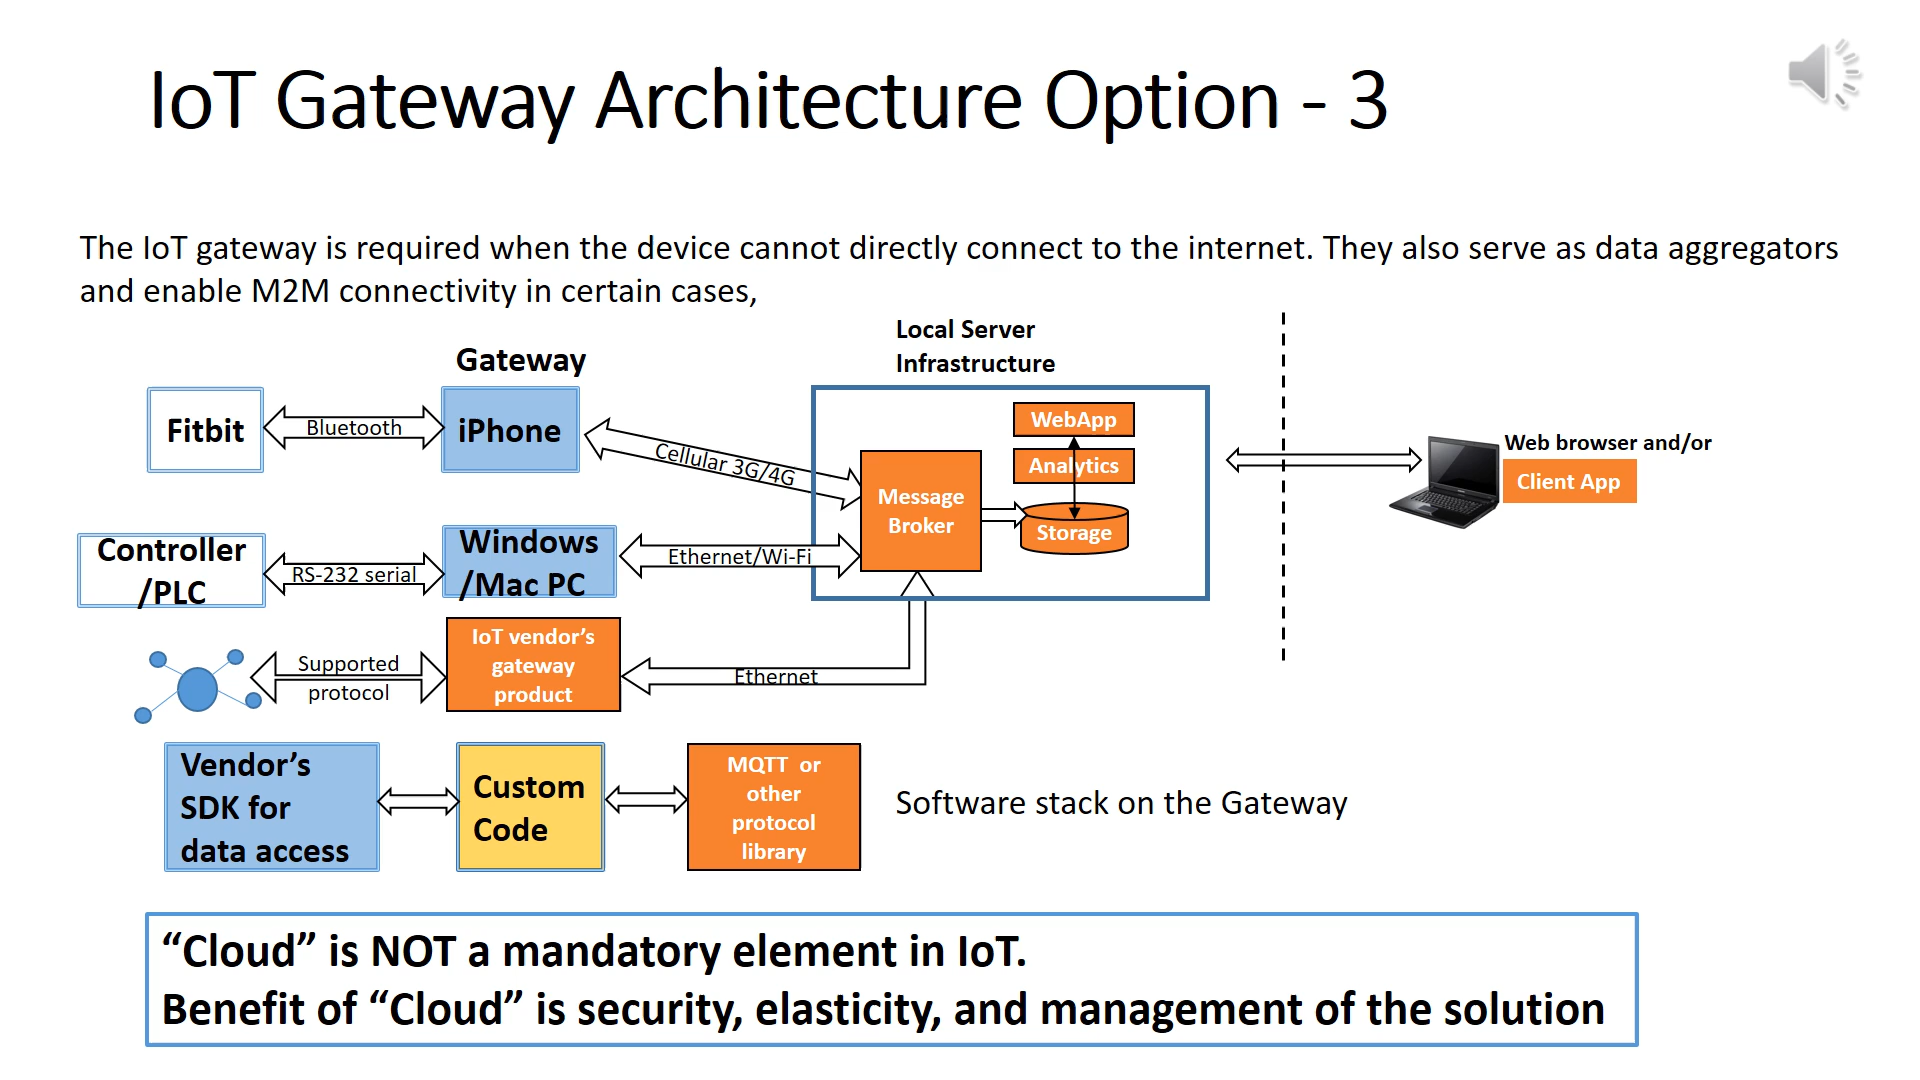 IoT Gateway Architecture Option - 3
The IoT gateway is required when the device cannot directly connect to the internet. They also serve as data aggregators
and enable M2M connectivity in certain cases,
Local Server
Infrastructure
Gateway
Fitbit
Bluetooth
iPhone
Cellular 3G/4G
WebApp
Analytics
Storage
Message
Broker
Web browser and/or
Client App
Controller
/PLC
RS-232 serial
Windows
/Mac PC
Ethernet/Wi-Fi
Supported
protocol
IoT vendor’s
gateway
product
Ethernet
Vendor’s
SDK for
data access
Custom
Code
MQTT or
other
protocol
library
Software stack on the Gateway
“Cloud” is NOT a mandatory element in IoT.
Benefit of “Cloud” is security, elasticity, and management of the solution